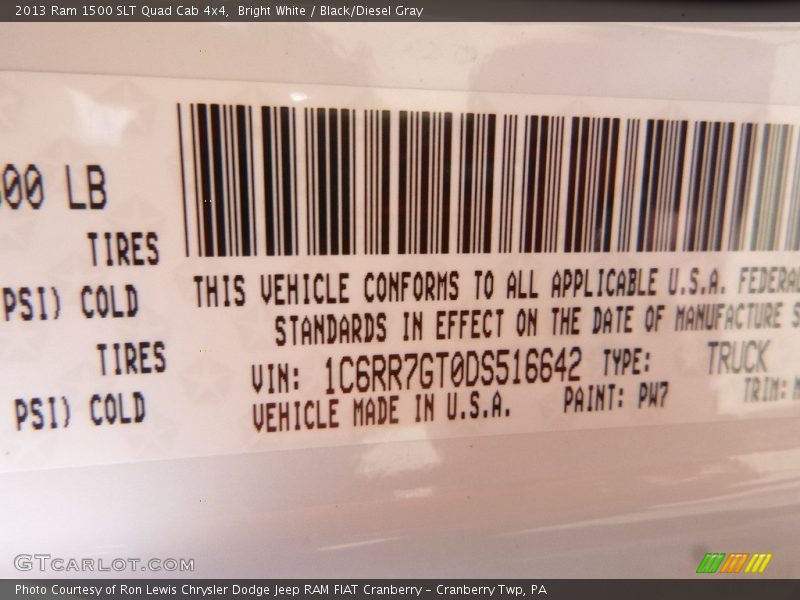 2013 Ram 1500 SLT Quad Cab 4x4, Bright White / Black/Diesel Gray
00 LB
TIRES
PSI) COLD
TIRES
PSI) COLD
THIS VEHICLE CONFORMS TO ALL APPLICABLE U.S.A. FEDERAL
STANDARDS IN EFFECT ON THE DATE OF MANUFACTURE S
VIN: 1C6RR7GT0DS516642 TYPE: TRUCK
VEHICLE MADE IN U.S.A. PAINT: PW7 TRIM:
GTCARLOT.COM
Photo Courtesy of Ron Lewis Chrysler Dodge Jeep RAM FIAT Cranberry – Cranberry Twp, PA